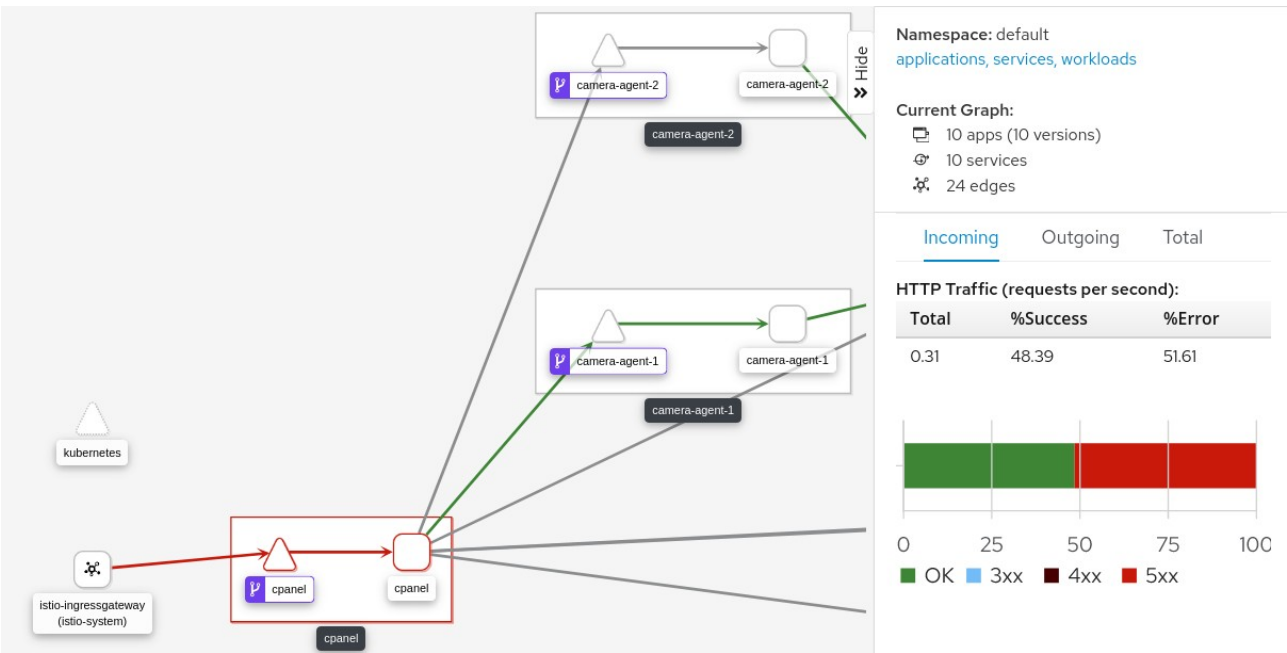 camera-agent-2
camera-agent-2
camera-agent-2
camera-agent-1
camera-agent-1
camera-agent-1
kubernetes
istio-ingressgateway
(istio-system)
cpanel
cpanel
cpanel
Hide
Namespace: default
applications, services, workloads
Current Graph:
10 apps (10 versions)
10 services
24 edges
Incoming Outgoing Total
HTTP Traffic (requests per second):
Total %Success %Error
0.31 48.39 51.61
0 25 50 75 100
OK 3xx 4xx 5xx